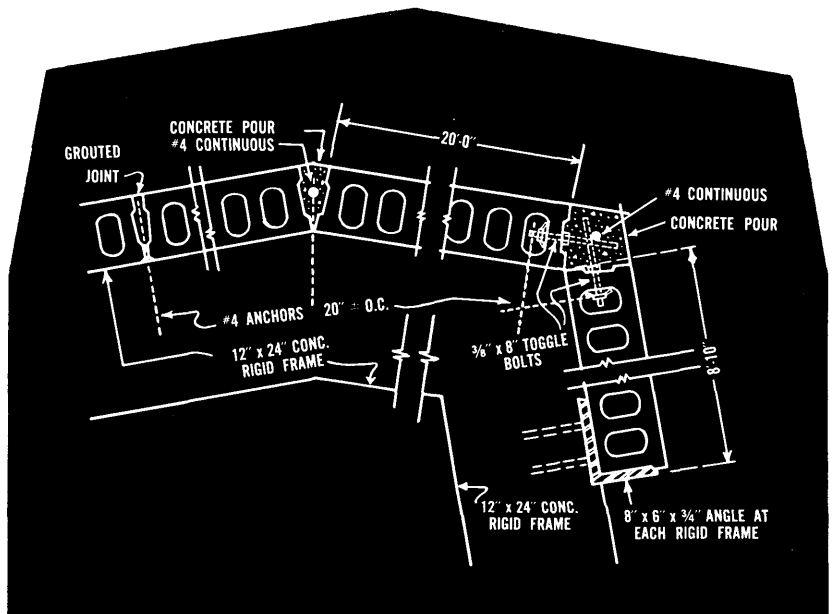 CONCRETE POUR
#4 CONTINUOUS
GROUTED
JOINT
20'-0"
#4 CONTINUOUS
CONCRETE POUR
#4 ANCHORS
20" ± O.C.
12" x 24" CONC.
RIGID FRAME
3/8" x 8" TOGGLE
BOLTS
8'-10"
12" x 24" CONC.
RIGID FRAME
8" x 6" x 3/4" ANGLE AT
EACH RIGID FRAME